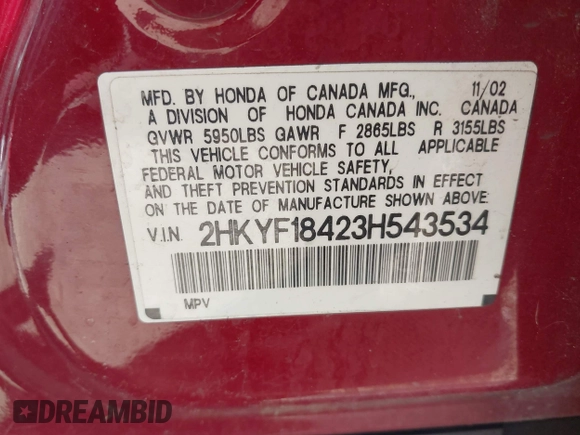 MFD. BY HONDA OF CANADA MFG., 11/02
A DIVISION OF HONDA CANADA INC. CANADA
GVWR 5950LBS GAWR F 2865LBS R 3155LBS
THIS VEHICLE CONFORMS TO ALL APPLICABLE
FEDERAL MOTOR VEHICLE SAFETY,
AND THEFT PREVENTION STANDARDS IN EFFECT
ON THE DATE OF MANUFACTURE SHOWN ABOVE.
V.I.N. 2HKYF18423H543534
MPV
DREAMBID